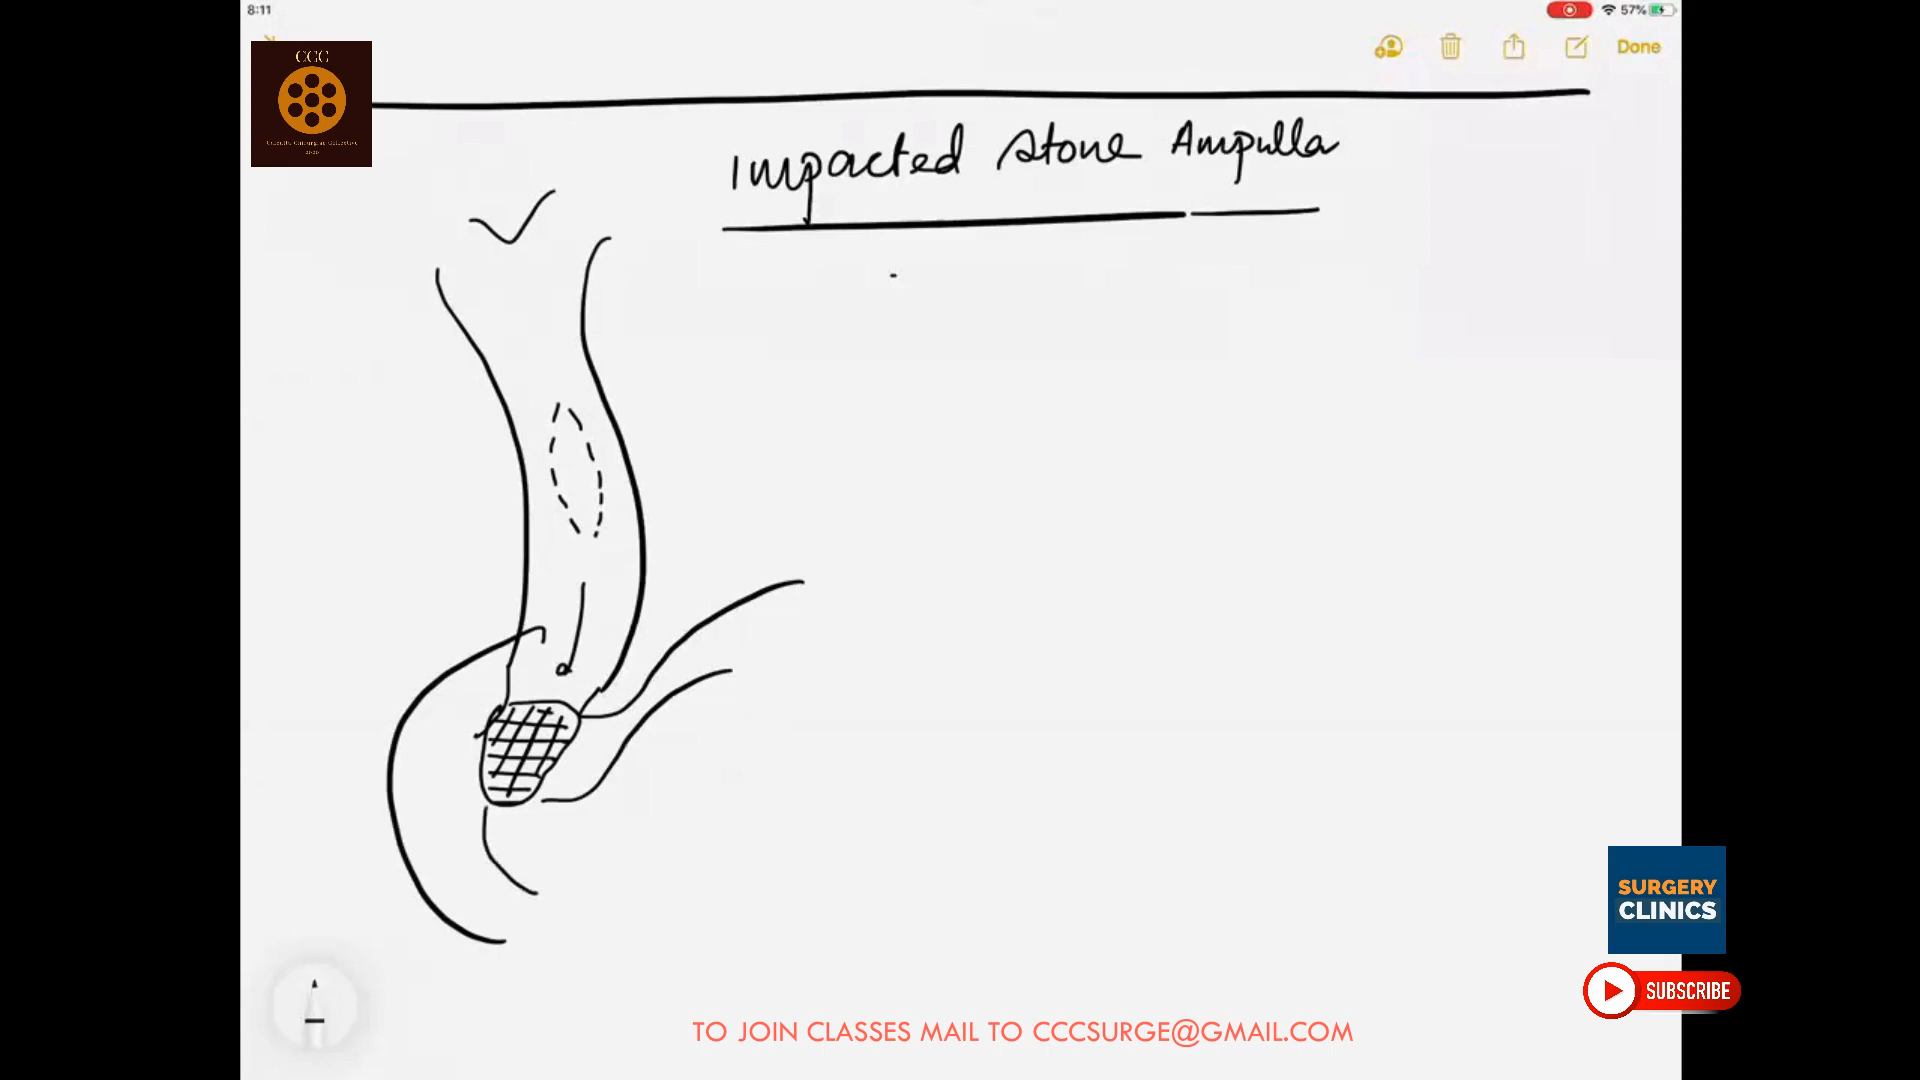 8:11
57%
Done
CCC
2020
Impacted stone Ampulla
SURGERY
CLINICS
SUBSCRIBE
TO JOIN CLASSES MAIL TO CCCSURGE@GMAIL.COM